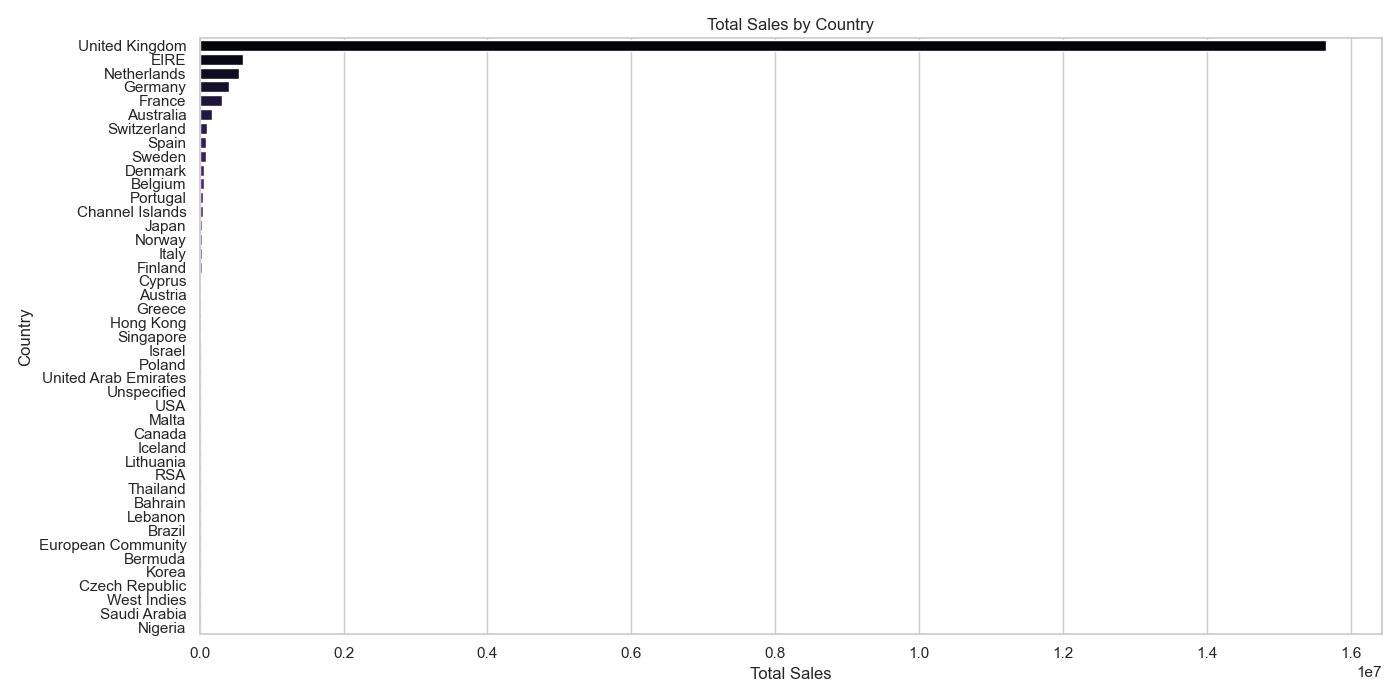 Total Sales by Country
United Kingdom
EIRE
Netherlands
Germany
France
Australia
Switzerland
Spain
Sweden
Denmark
Belgium
Portugal
Channel Islands
Japan
Norway
Italy
Finland
Cyprus
Austria
Greece
Hong Kong
Singapore
Israel
Poland
United Arab Emirates
Unspecified
USA
Malta
Canada
Iceland
Lithuania
RSA
Thailand
Bahrain
Lebanon
Brazil
European Community
Bermuda
Korea
Czech Republic
West Indies
Saudi Arabia
Nigeria
Country
0.0 0.2 0.4 0.6 0.8 1.0 1.2 1.4 1.6
1e7
Total Sales